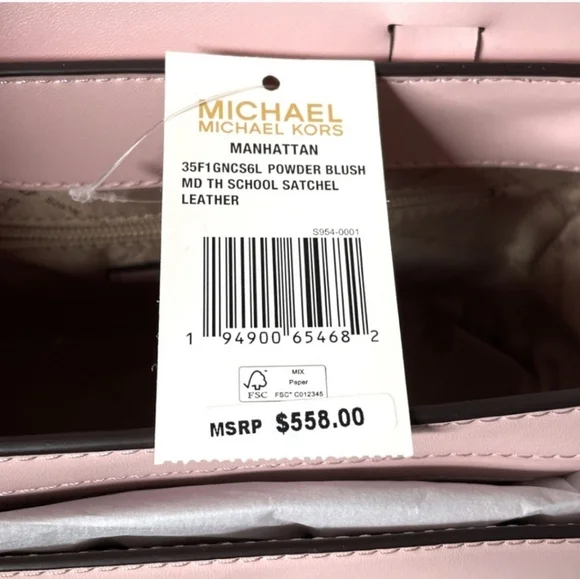 MICHAEL
MICHAEL KORS
MANHATTAN
35F1GNCS6L POWDER BLUSH
MD TH SCHOOL SATCHEL
LEATHER
S954-0001
1 94900 65468 2
MIX
Paper
FSC
FSC® C012345
MSRP $558.00